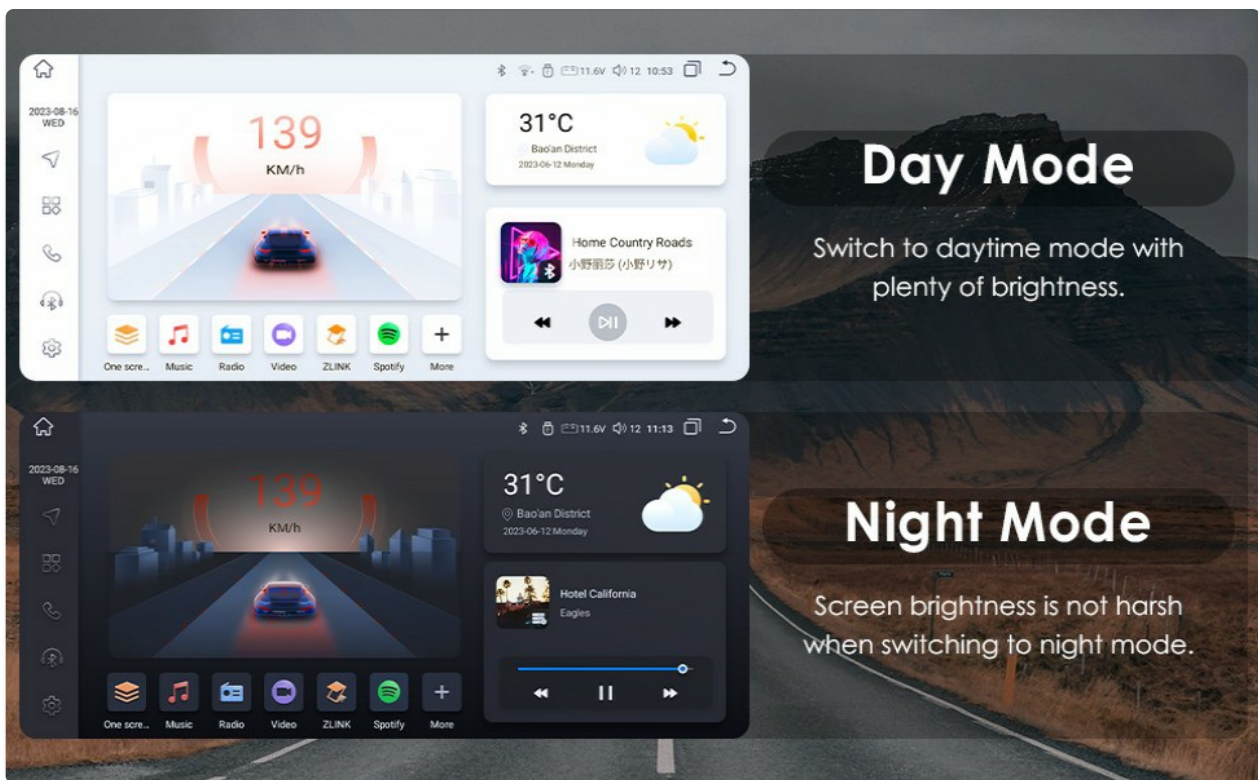 11.6V 12 10:53
2023-08-16
WED
139
KM/h
31°C
Bao'an District
2023-06-12 Monday
Home Country Roads
小野丽莎 (小野リサ)
One scre...
Music
Radio
Video
ZLINK
Spotify
More
Day Mode
Switch to daytime mode with
plenty of brightness.
11.6V 12 11:13
2023-08-16
WED
139
KM/h
31°C
Bao'an District
2023-06-12 Monday
Hotel California
Eagles
One scre...
Music
Radio
Video
ZLINK
Spotify
More
Night Mode
Screen brightness is not harsh
when switching to night mode.